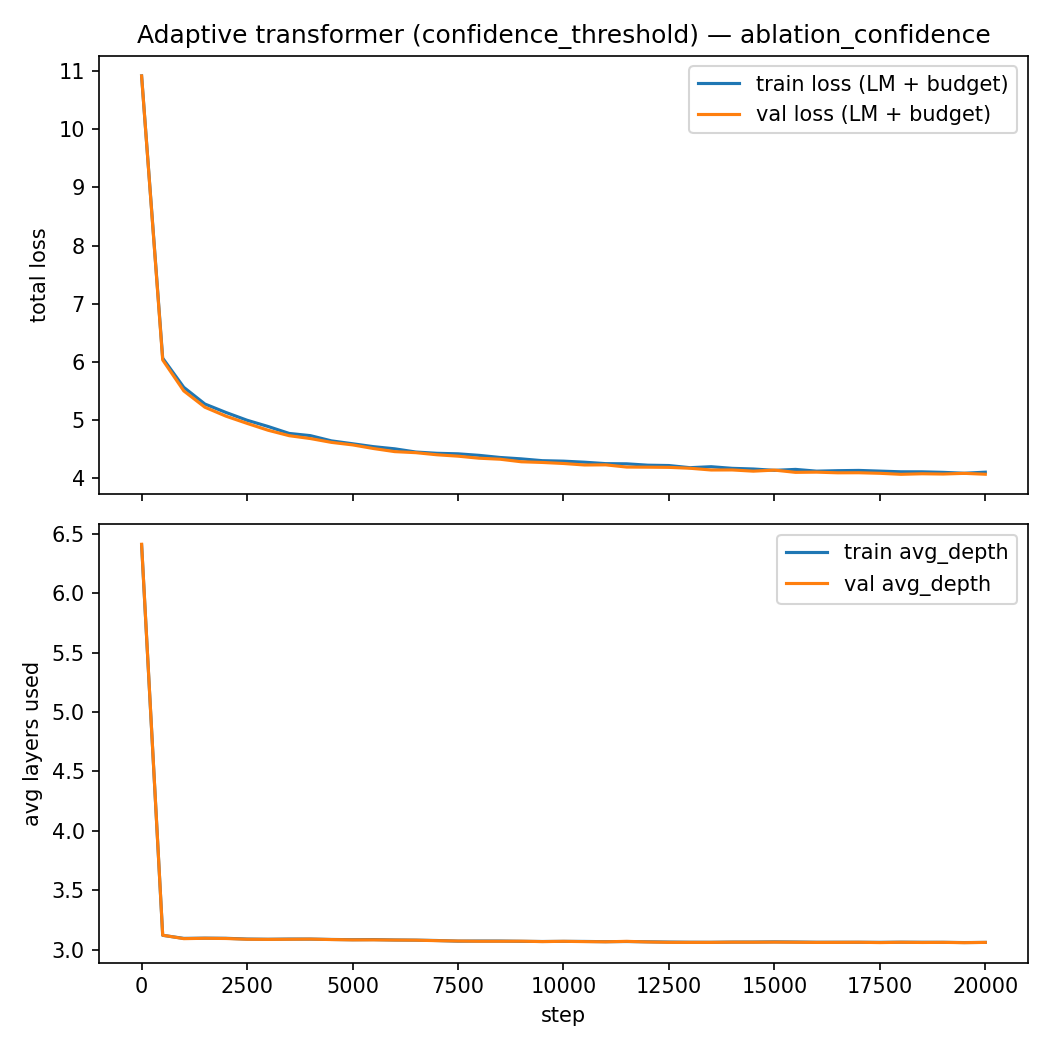 Adaptive transformer (confidence_threshold) — ablation_confidence
11
10
9
8
7
6
5
4
total loss
train loss (LM + budget)
val loss (LM + budget)
6.5
6.0
5.5
5.0
4.5
4.0
3.5
3.0
avg layers used
train avg_depth
val avg_depth
0 2500 5000 7500 10000 12500 15000 17500 20000
step